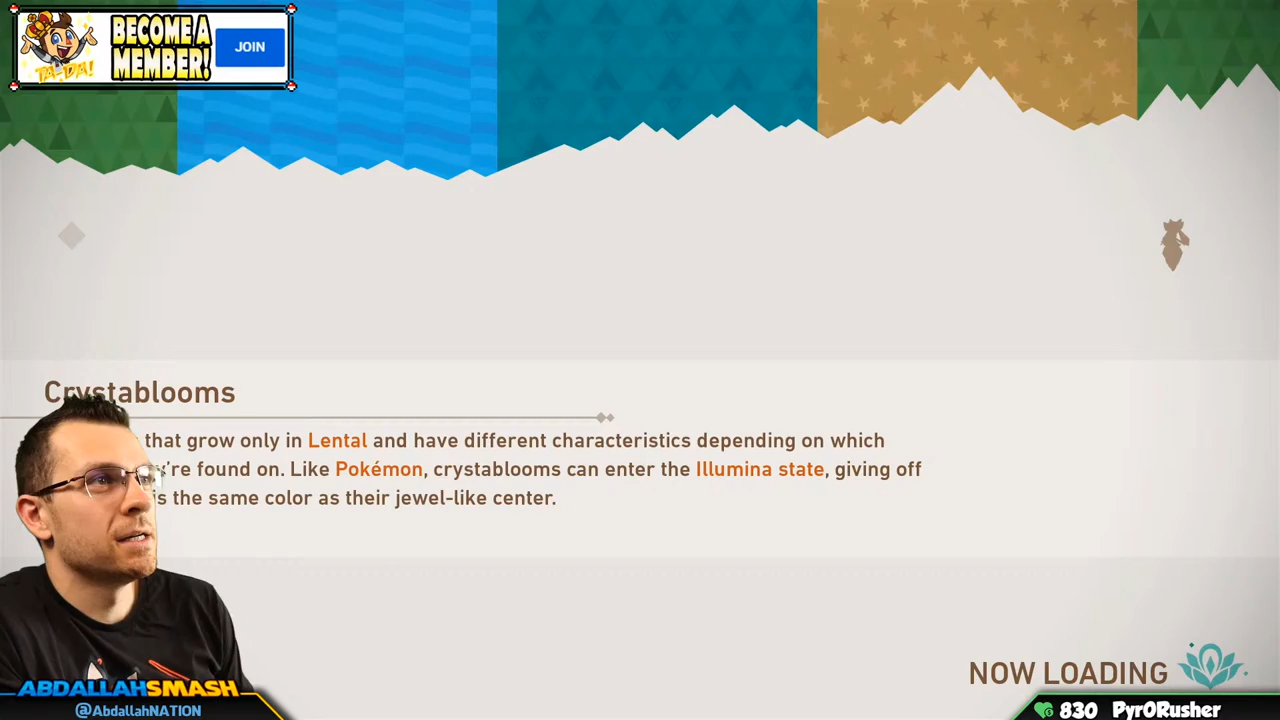 BECOME A
MEMBER!
JOIN
TA-DA!
Crystablooms
that grow only in Lental and have different characteristics depending on which
're found on. Like Pokémon, crystablooms can enter the Illumina state, giving off
is the same color as their jewel-like center.
NOW LOADING
ABDALLAHSMASH
@AbdallahNATION
830 Pyr0Rusher